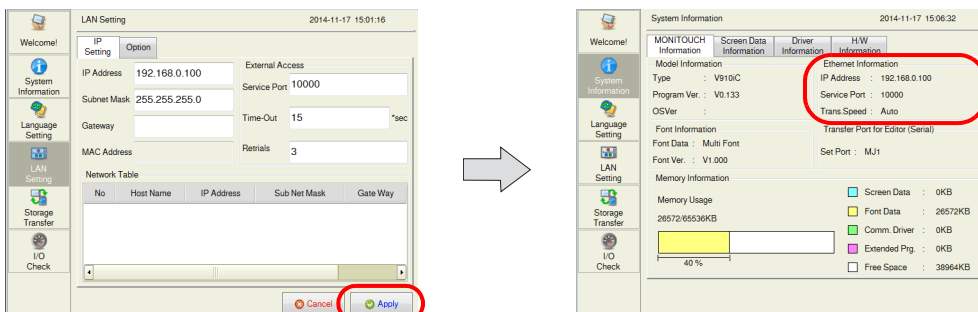 LAN Setting 2014-11-17 15:01:16
Welcome!
System
Information
Language
Setting
LAN
Setting
Storage
Transfer
I/O
Check
IP
Setting
Option
IP Address 192.168.0.100
Subnet Mask 255.255.255.0
Gateway
MAC Address
External Access
Service Port 10000
Time-Out 15 *sec
Retrials 3
Network Table
No Host Name IP Address Sub Net Mask Gate Way
Cancel Apply
System Information 2014-11-17 15:06:32
Welcome!
System
Information
Language
Setting
LAN
Setting
Storage
Transfer
I/O
Check
MONITOUCH
Information
Screen Data
Information
Driver
Information
H/W
Information
Model Information
Type : V910iC
Program Ver. : V0.133
OSVer :
Ethernet Information
IP Address : 192.168.0.100
Service Port : 10000
Trans.Speed : Auto
Font Information
Font Data : Multi Font
Font Ver. : V1.000
Transfer Port for Editor (Serial)
Set Port : MJ1
Memory Information
Memory Usage
26572/65536KB
40 %
Screen Data : 0KB
Font Data : 26572KB
Comm. Driver : 0KB
Extended Prg. : 0KB
Free Space : 38964KB